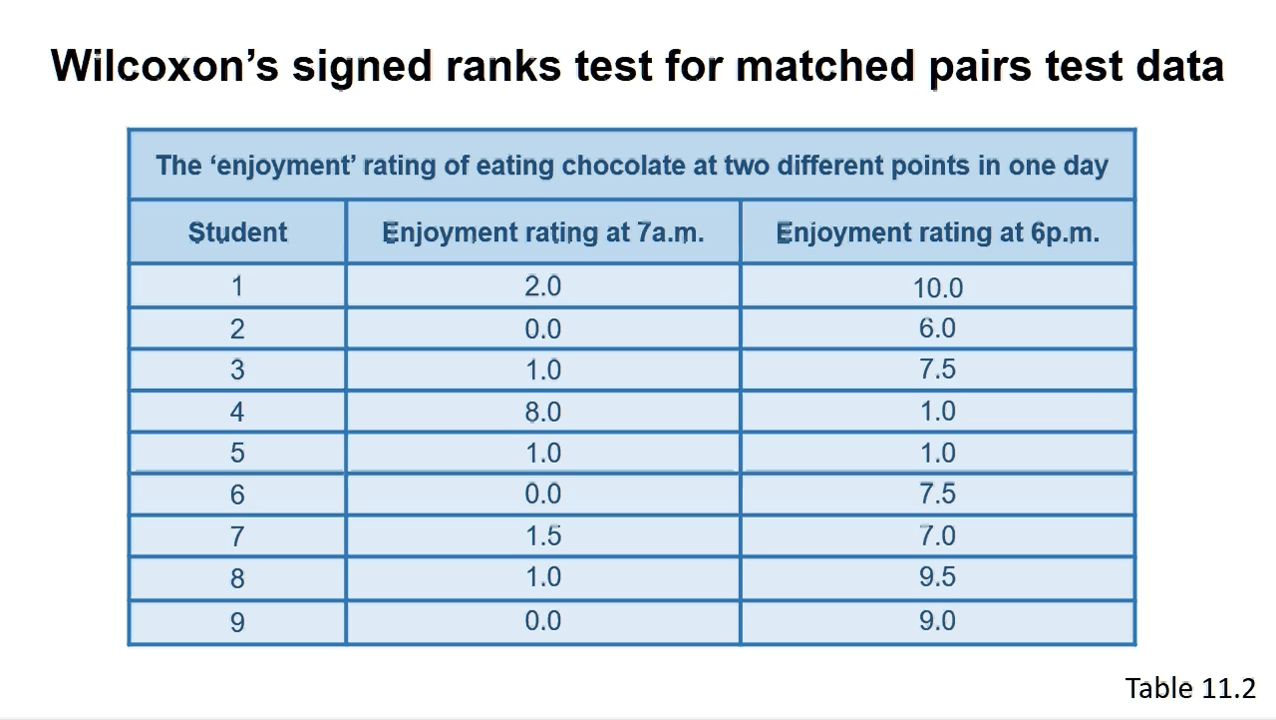 Wilcoxon’s signed ranks test for matched pairs test data
The ‘enjoyment’ rating of eating chocolate at two different points in one day
Student Enjoyment rating at 7a.m. Enjoyment rating at 6p.m.
1 2.0 10.0
2 0.0 6.0
3 1.0 7.5
4 8.0 1.0
5 1.0 1.0
6 0.0 7.5
7 1.5 7.0
8 1.0 9.5
9 0.0 9.0
Table 11.2